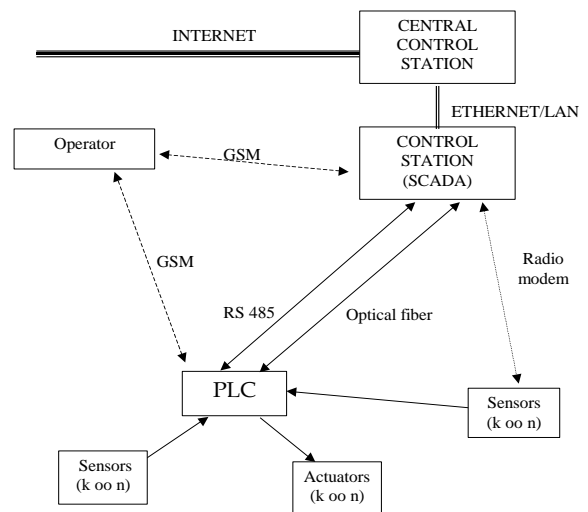 INTERNET
CENTRAL
CONTROL
STATION
ETHERNET/LAN
Operator
GSM
CONTROL
STATION
(SCADA)
GSM
Radio
modem
RS 485
Optical fiber
PLC
Sensors
(k oo n)
Sensors
(k oo n)
Actuators
(k oo n)